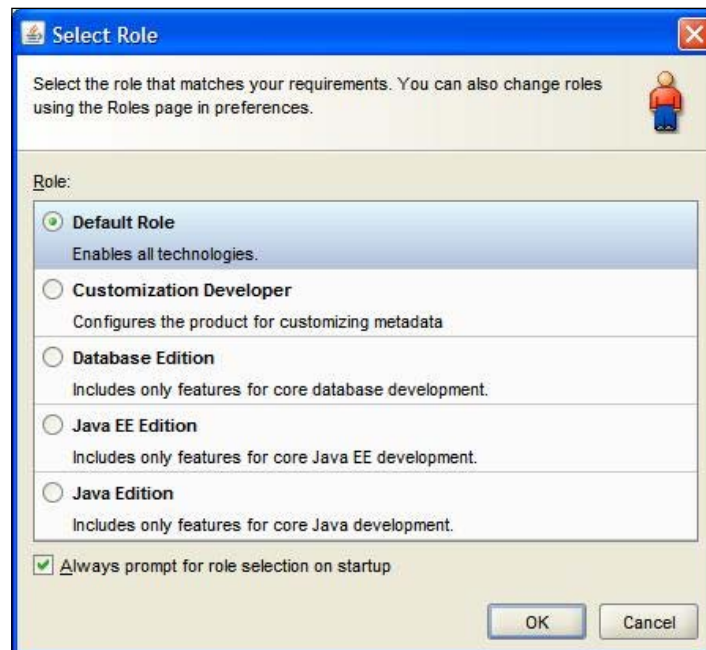 Select Role
Select the role that matches your requirements. You can also change roles
using the Roles page in preferences.
Role:
Default Role
Enables all technologies.
Customization Developer
Configures the product for customizing metadata
Database Edition
Includes only features for core database development.
Java EE Edition
Includes only features for core Java EE development.
Java Edition
Includes only features for core Java development.
Always prompt for role selection on startup
OK Cancel